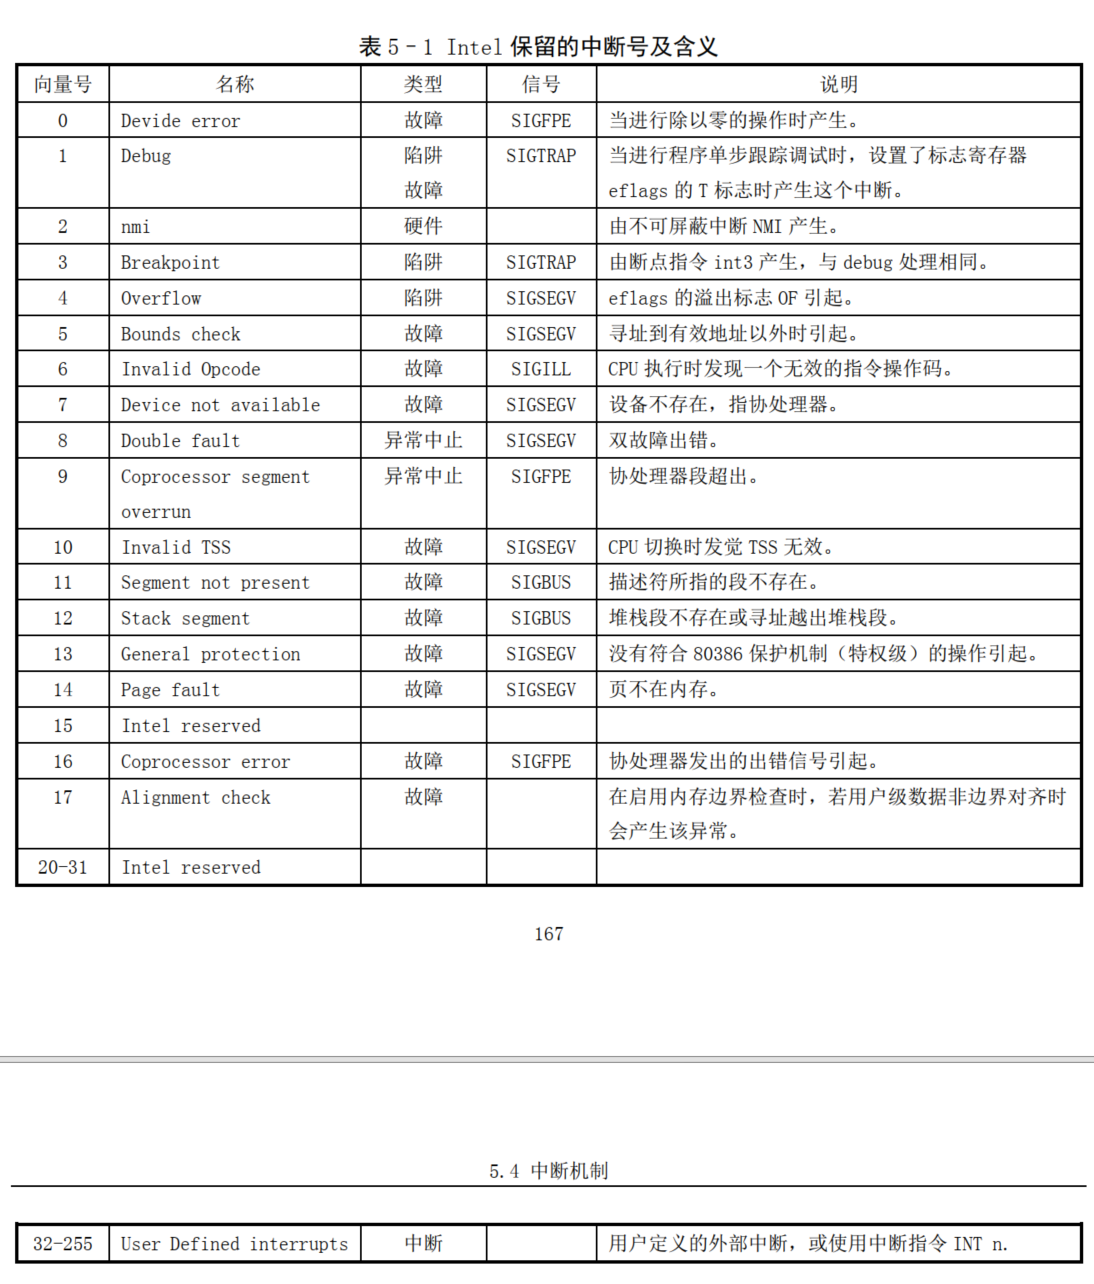 表 5-1 Intel 保留的中断号及含义
向量号 名称 类型 信号 说明
0 Devide error 故障 SIGFPE 当进行除以零的操作时产生。
1 Debug 陷阱 SIGTRAP 当进行程序单步跟踪调试时，设置了标志寄存器
故障 eflags 的 T 标志时产生这个中断。
2 nmi 硬件 由不可屏蔽中断 NMI 产生。
3 Breakpoint 陷阱 SIGTRAP 由断点指令 int3 产生，与 debug 处理相同。
4 Overflow 陷阱 SIGSEGV eflags 的溢出标志 OF 引起。
5 Bounds check 故障 SIGSEGV 寻址到有效地址以外时引起。
6 Invalid Opcode 故障 SIGILL CPU 执行时发现一个无效的指令操作码。
7 Device not available 故障 SIGSEGV 设备不存在，指协处理器。
8 Double fault 异常中止 SIGSEGV 双故障出错。
9 Coprocessor segment 异常中止 SIGFPE 协处理器段超出。
overrun
10 Invalid TSS 故障 SIGSEGV CPU 切换时发觉 TSS 无效。
11 Segment not present 故障 SIGBUS 描述符所指的段不存在。
12 Stack segment 故障 SIGBUS 堆栈段不存在或寻址越出堆栈段。
13 General protection 故障 SIGSEGV 没有符合 80386 保护机制（特权级）的操作引起。
14 Page fault 故障 SIGSEGV 页不在内存。
15 Intel reserved
16 Coprocessor error 故障 SIGFPE 协处理器发出的出错信号引起。
17 Alignment check 故障 在启用内存边界检查时，若用户级数据非边界对齐时
会产生该异常。
20-31 Intel reserved
167
5.4 中断机制
32-255 User Defined interrupts 中断 用户定义的外部中断，或使用中断指令 INT n.